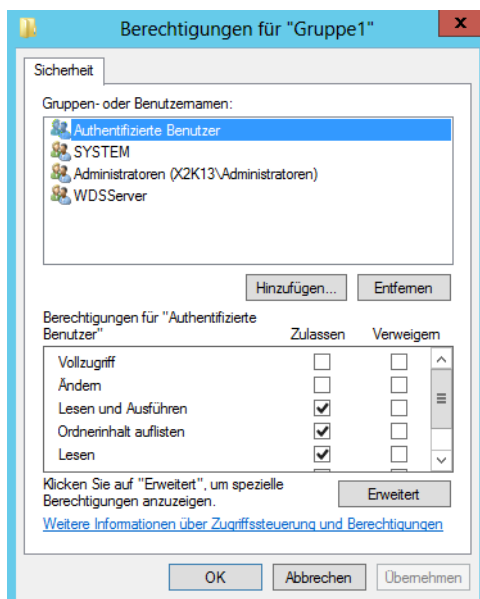 Berechtigungen für "Gruppe1"
x
Sicherheit
Gruppen- oder Benutzernamen:
Authentifizierte Benutzer
SYSTEM
Administratoren (X2K13\Administratoren)
WDSServer
Hinzufügen... Entfernen
Berechtigungen für "Authentifizierte
Benutzer" Zulassen Verweigern
Vollzugriff
Ändern
Lesen und Ausführen
Ordnerinhalt auflisten
Lesen
Klicken Sie auf "Erweitert", um spezielle
Berechtigungen anzuzeigen. Erweitert
Weitere Informationen über Zugriffssteuerung und Berechtigungen
OK Abbrechen Übernehmen